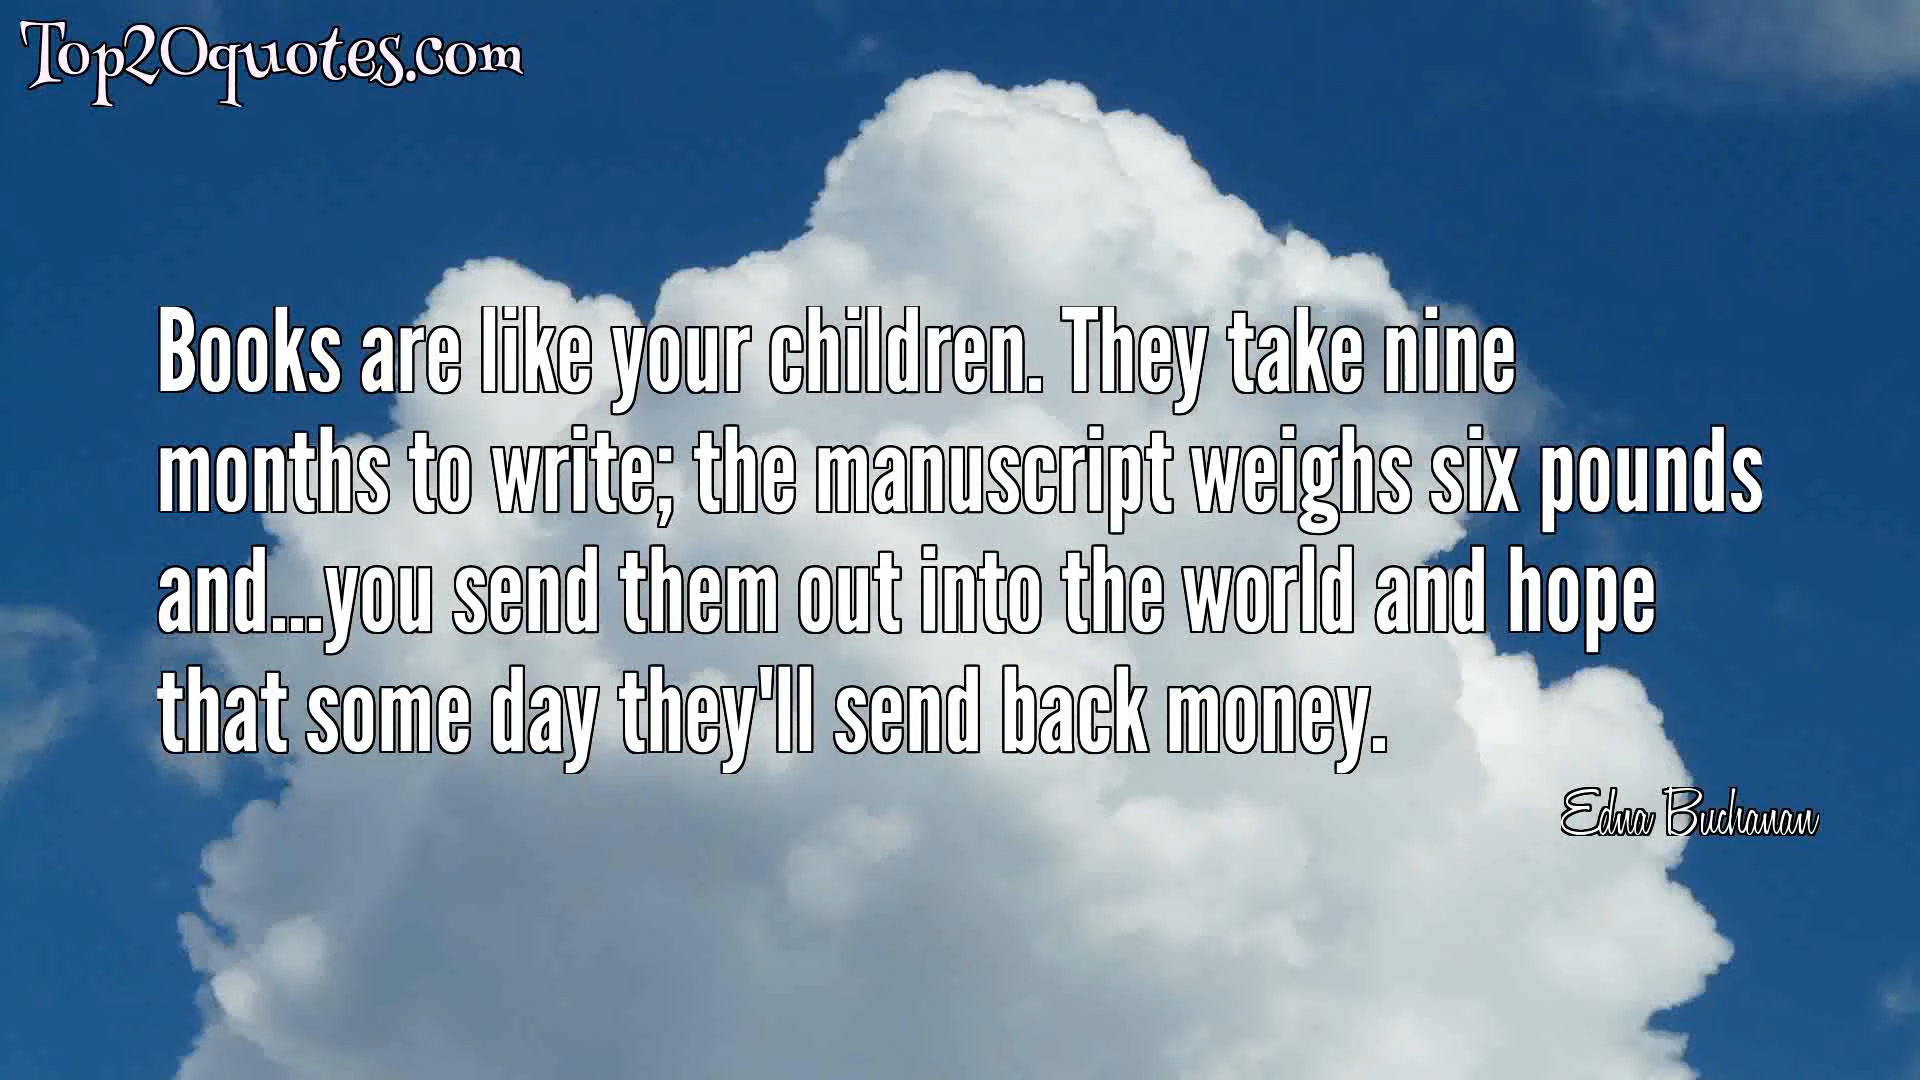 Top20quotes.com
Books are like your children. They take nine
months to write; the manuscript weighs six pounds
and...you send them out into the world and hope
that some day they'll send back money.
Edna Buchanan